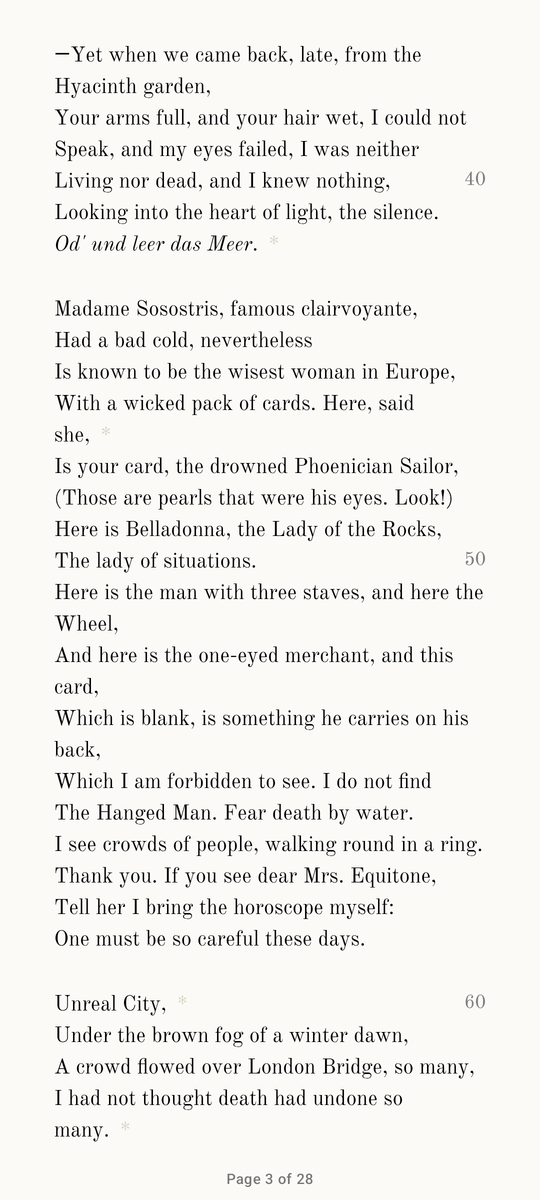 —Yet when we came back, late, from the
Hyacinth garden,
Your arms full, and your hair wet, I could not
Speak, and my eyes failed, I was neither
Living nor dead, and I knew nothing, 40
Looking into the heart of light, the silence.
Od' und leer das Meer. *
Madame Sosostris, famous clairvoyante,
Had a bad cold, nevertheless
Is known to be the wisest woman in Europe,
With a wicked pack of cards. Here, said
she, *
Is your card, the drowned Phoenician Sailor,
(Those are pearls that were his eyes. Look!)
Here is Belladonna, the Lady of the Rocks,
The lady of situations. 50
Here is the man with three staves, and here the
Wheel,
And here is the one-eyed merchant, and this
card,
Which is blank, is something he carries on his
back,
Which I am forbidden to see. I do not find
The Hanged Man. Fear death by water.
I see crowds of people, walking round in a ring.
Thank you. If you see dear Mrs. Equitone,
Tell her I bring the horoscope myself:
One must be so careful these days.
Unreal City, * 60
Under the brown fog of a winter dawn,
A crowd flowed over London Bridge, so many,
I had not thought death had undone so
many. *
Page 3 of 28